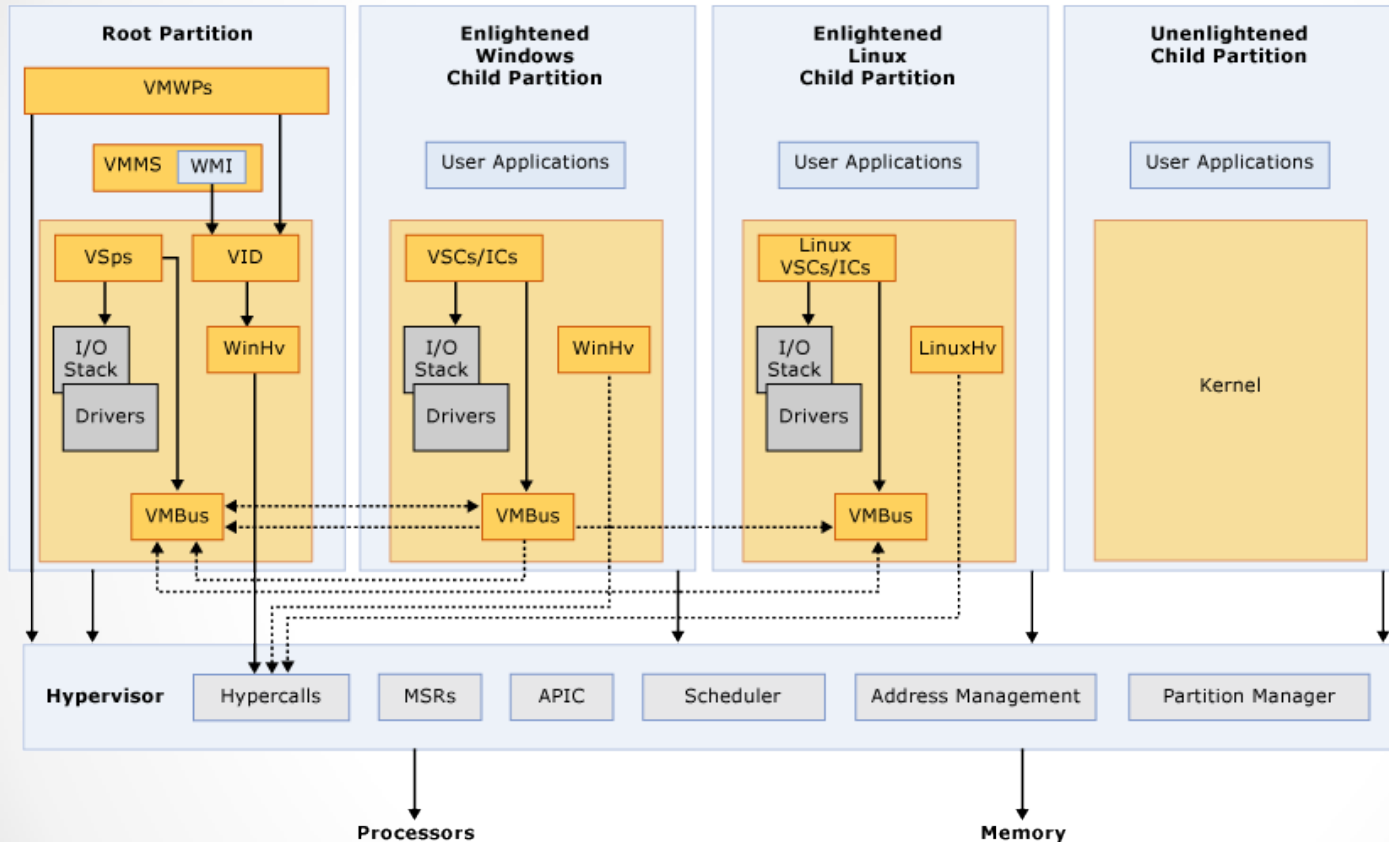 Root Partition
VMWPs
VMMS
WMI
VSps
VID
I/O
Stack
Drivers
WinHv
VMBus
Enlightened
Windows
Child Partition
User Applications
VSCs/ICs
I/O
Stack
Drivers
WinHv
VMBus
Enlightened
Linux
Child Partition
User Applications
Linux
VSCs/ICs
I/O
Stack
Drivers
LinuxHv
VMBus
Unenlightened
Child Partition
User Applications
Kernel
Hypervisor
Hypercalls
MSRs
APIC
Scheduler
Address Management
Partition Manager
Processors
Memory